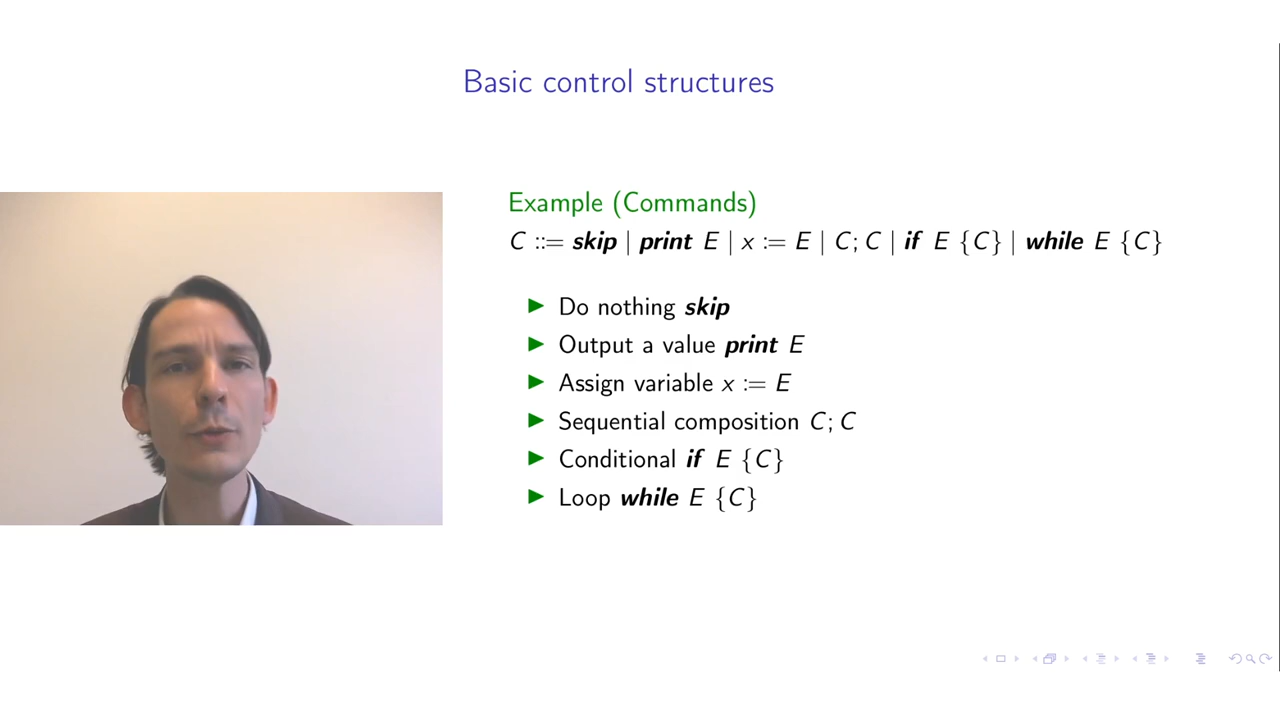 Basic control structures
Example (Commands)
C ::= skip | print E | x := E | C; C | if E {C} | while E {C}
Do nothing skip
Output a value print E
Assign variable x := E
Sequential composition C; C
Conditional if E {C}
Loop while E {C}